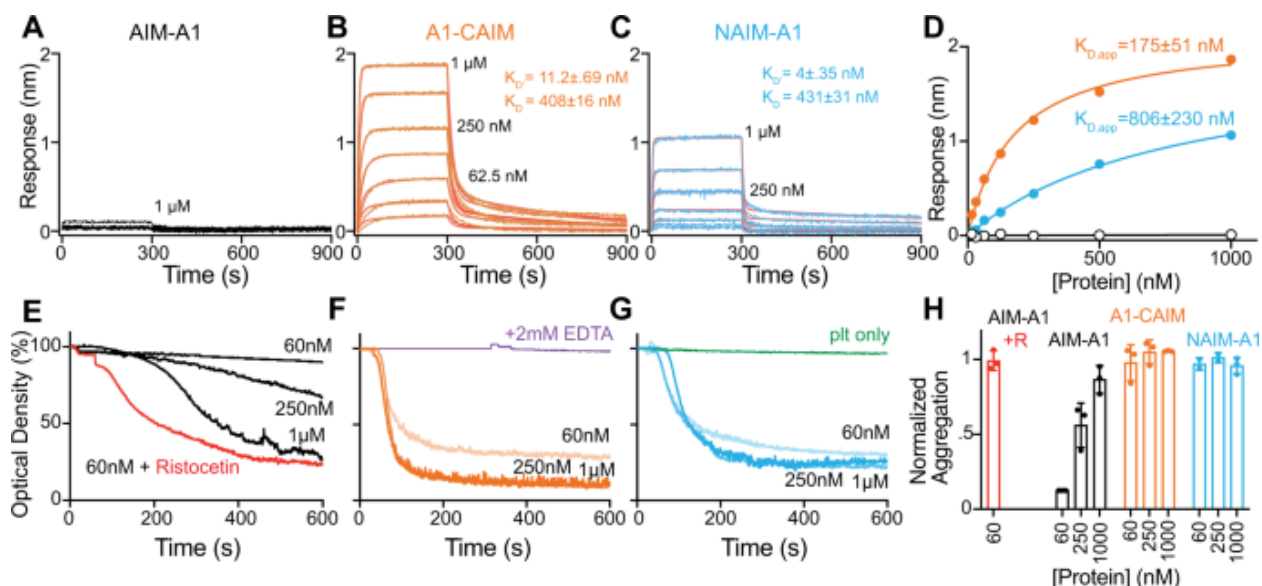 A AIM-A1
Response (nm)
2
1
0
1 µM
0 300 600 900
Time (s)
B A1-CAIM
2
1
0
1 µM
K_D = 11.2±.69 nM
K_D = 408±16 nM
250 nM
62.5 nM
0 300 600 900
Time (s)
C NAIM-A1
2
1
0
K_D = 4±.35 nM
K_D = 431±31 nM
1 µM
250 nM
0 300 600 900
Time (s)
D
Response (nm)
2
1
0
K_D,app=175±51 nM
K_D,app=806±230 nM
0 500 1000
[Protein] (nM)
E
Optical Density (%)
100
50
0
60nM
250nM
1µM
60nM + Ristocetin
0 200 400 600
Time (s)
F
+2mM EDTA
60nM
250nM 1µM
0 200 400 600
Time (s)
G
plt only
60nM
250nM 1µM
0 200 400 600
Time (s)
H
AIM-A1
+R
AIM-A1
A1-CAIM
NAIM-A1
Normalized
Aggregation
1
.5
0
60 60 250 1000 60 250 1000 60 250 1000
[Protein] (nM)